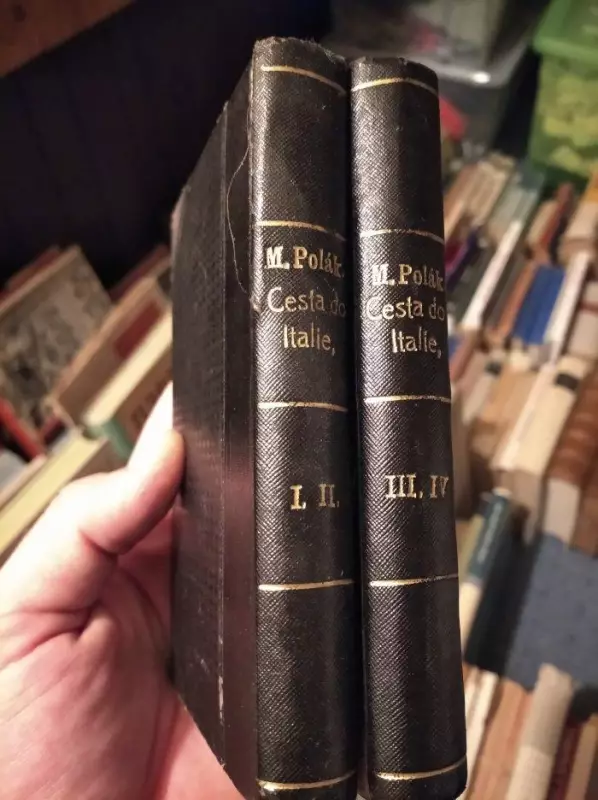 M. Polák.
Cesta do
Italie,
I. II.
M. Polák.
Cesta do
Italie,
III. IV